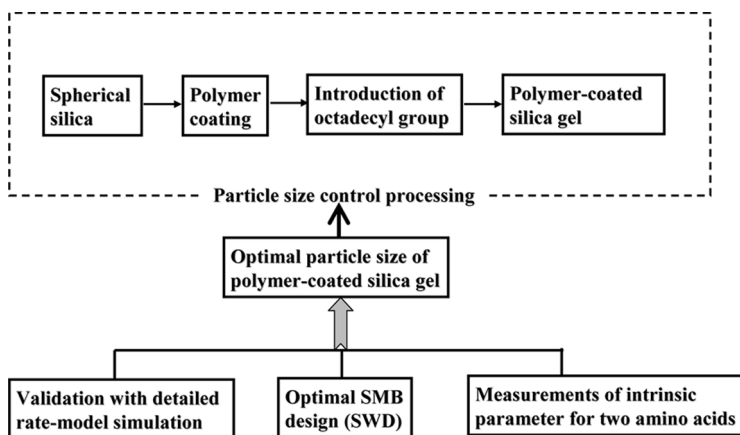 Spherical
silica
Polymer
coating
Introduction of
octadecyl group
Polymer-coated
silica gel
Particle size control processing
Optimal particle size of
polymer-coated silica gel
Validation with detailed
rate-model simulation
Optimal SMB
design (SWD)
Measurements of intrinsic
parameter for two amino acids